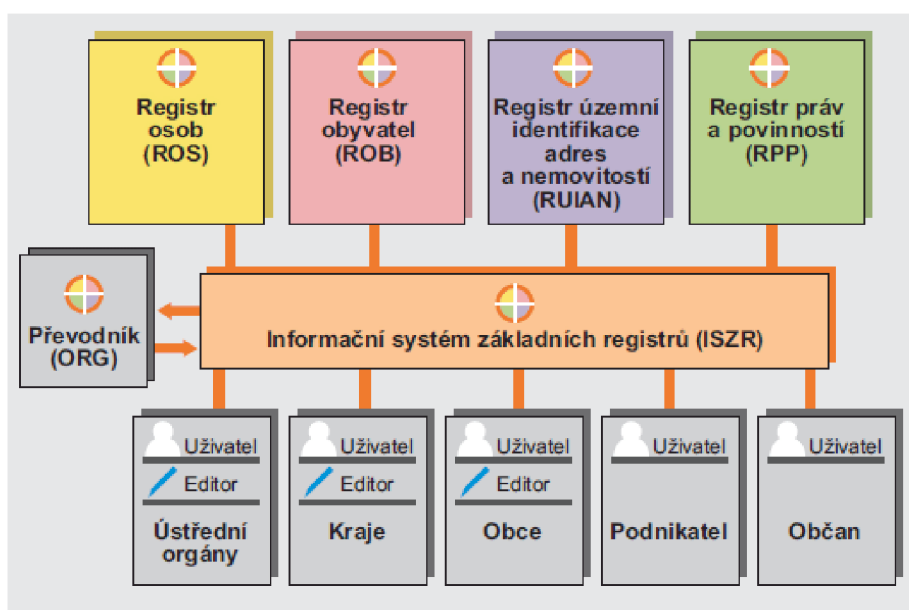 Registr
osob
(ROS)
Registr
obyvatel
(ROB)
Registr územní
identifikace
adres
a nemovitostí
(RUIAN)
Registr práv
a povinností
(RPP)
Převodník
(ORG)
Informační systém základních registrů (ISZR)
Uživatel
Editor
Ústřední
orgány
Uživatel
Editor
Kraje
Uživatel
Editor
Obce
Uživatel
Podnikatel
Uživatel
Občan